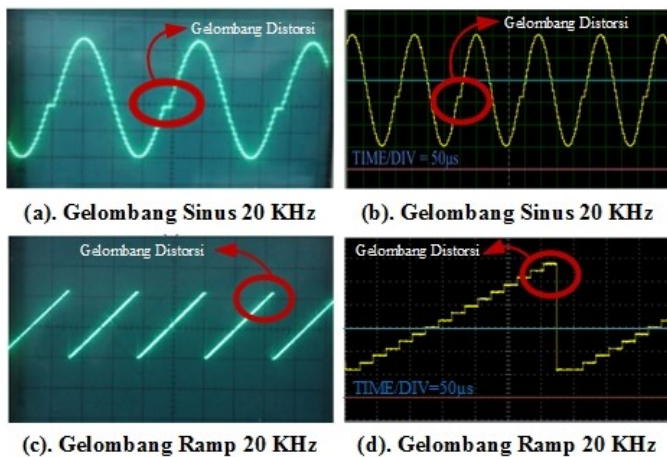 Gelombang Distorsi
Gelombang Distorsi
TIME/DIV = 50µs
(a). Gelombang Sinus 20 KHz
(b). Gelombang Sinus 20 KHz
Gelombang Distorsi
Gelombang Distorsi
TIME/DIV=50µs
(c). Gelombang Ramp 20 KHz
(d). Gelombang Ramp 20 KHz